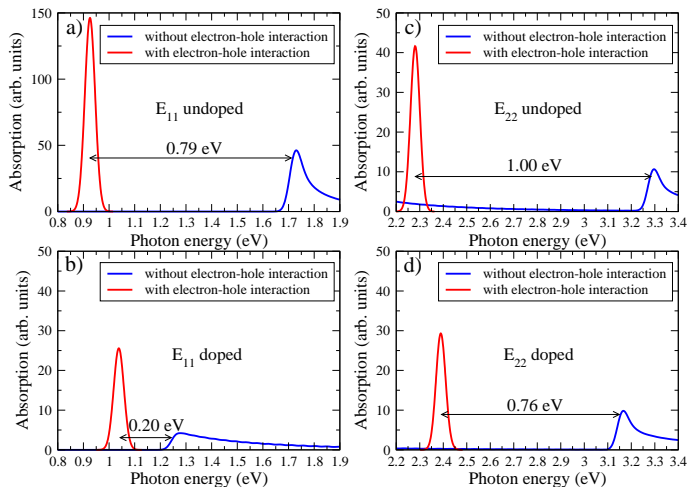 a)
without electron-hole interaction
with electron-hole interaction
E11 undoped
0.79 eV
Absorption (arb. units)
150
100
50
0
0.8 0.9 1 1.1 1.2 1.3 1.4 1.5 1.6 1.7 1.8 1.9
Photon energy (eV)
c)
without electron-hole interaction
with electron-hole interaction
E22 undoped
1.00 eV
Absorption (arb. units)
50
40
30
20
10
0
2.2 2.3 2.4 2.5 2.6 2.7 2.8 2.9 3 3.1 3.2 3.3 3.4
Photon energy (eV)
b)
without electron-hole interaction
with electron-hole interaction
E11 doped
0.20 eV
Absorption (arb. units)
50
40
30
20
10
0
0.8 0.9 1 1.1 1.2 1.3 1.4 1.5 1.6 1.7 1.8 1.9
Photon energy (eV)
d)
without electron-hole interaction
with electron-hole interaction
E22 doped
0.76 eV
Absorption (arb. units)
50
40
30
20
10
0
2.2 2.3 2.4 2.5 2.6 2.7 2.8 2.9 3 3.1 3.2 3.3 3.4
Photon energy (eV)